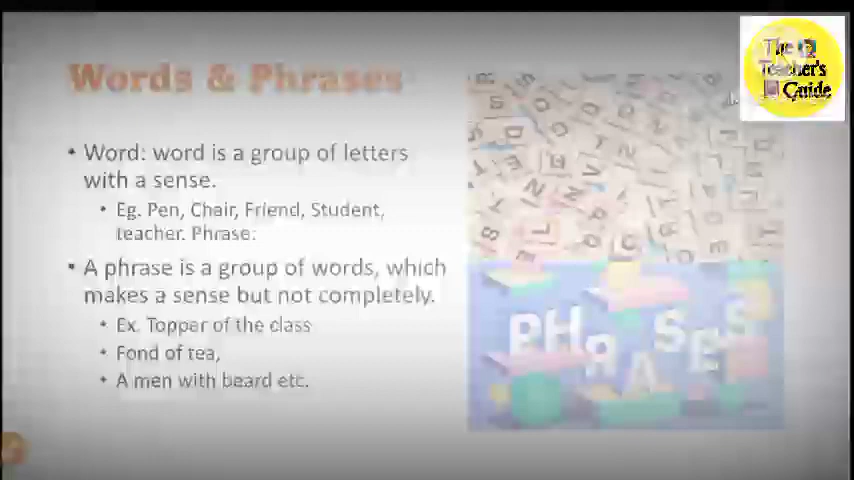 Words & Phrases
The
Teacher's
Guide
• Word: word is a group of letters
with a sense.
• Eg. Pen, Chair, Friend, Student,
teacher. Phrase:
• A phrase is a group of words, which
makes a sense but not completely.
• Ex. Topper of the class
• Fond of tea,
• A men with beard etc.
PHRASES